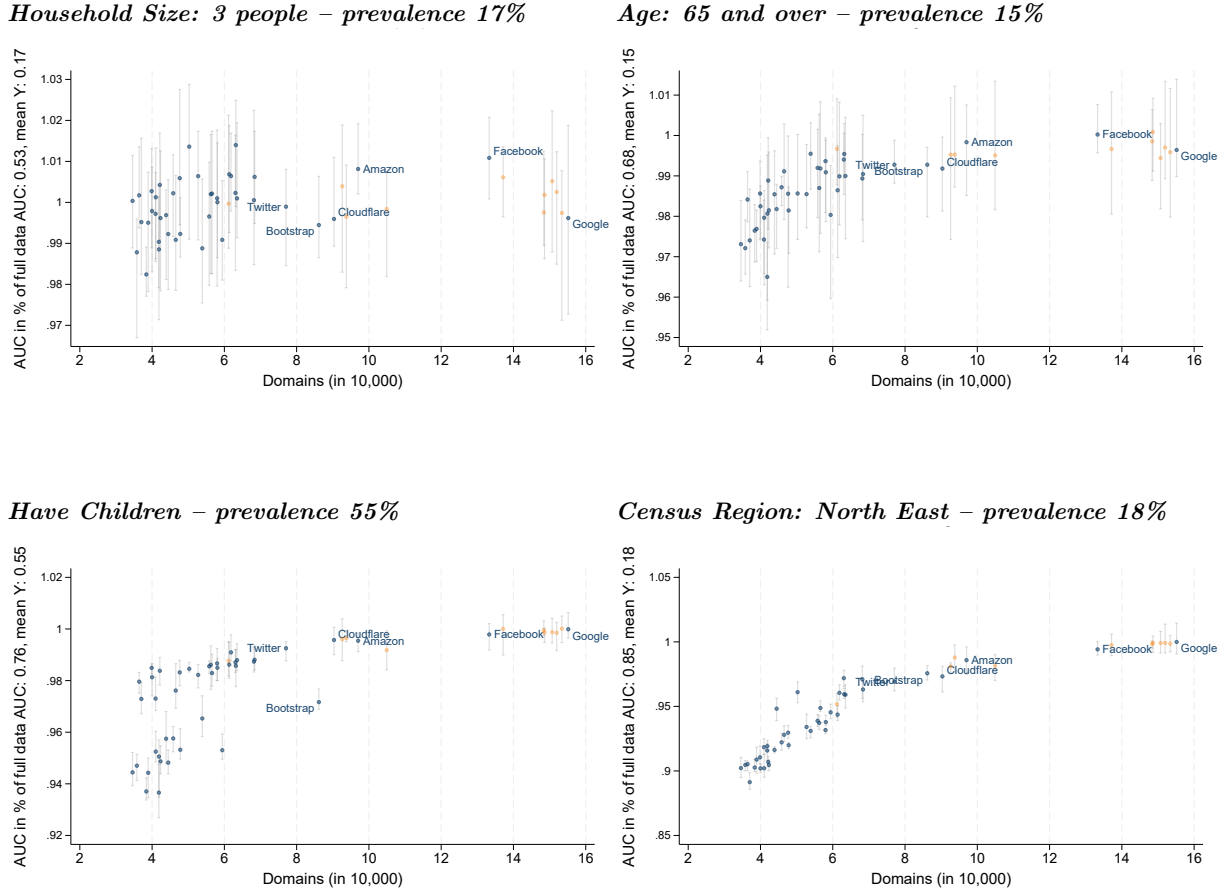 Household Size: 3 people – prevalence 17%
AUC in % of full data AUC: 0.53, mean Y: 0.17
1.03
1.02
1.01
1
.99
.98
.97
Facebook
Amazon
Twitter
Cloudflare
Bootstrap
Google
2 4 6 8 10 12 14 16
Domains (in 10,000)
Age: 65 and over – prevalence 15%
AUC in % of full data AUC: 0.68, mean Y: 0.15
1.01
1
.99
.98
.97
.96
.95
Facebook
Amazon
Twitter
Cloudflare
Bootstrap
Google
2 4 6 8 10 12 14 16
Domains (in 10,000)
Have Children – prevalence 55%
AUC in % of full data AUC: 0.76, mean Y: 0.55
1.02
1
.98
.96
.94
.92
Cloudflare
Facebook
Google
Amazon
Twitter
Bootstrap
2 4 6 8 10 12 14 16
Domains (in 10,000)
Census Region: North East – prevalence 18%
AUC in % of full data AUC: 0.85, mean Y: 0.18
1.05
1
.95
.9
.85
Facebook
Google
Amazon
Cloudflare
Twitter
Bootstrap
2 4 6 8 10 12 14 16
Domains (in 10,000)